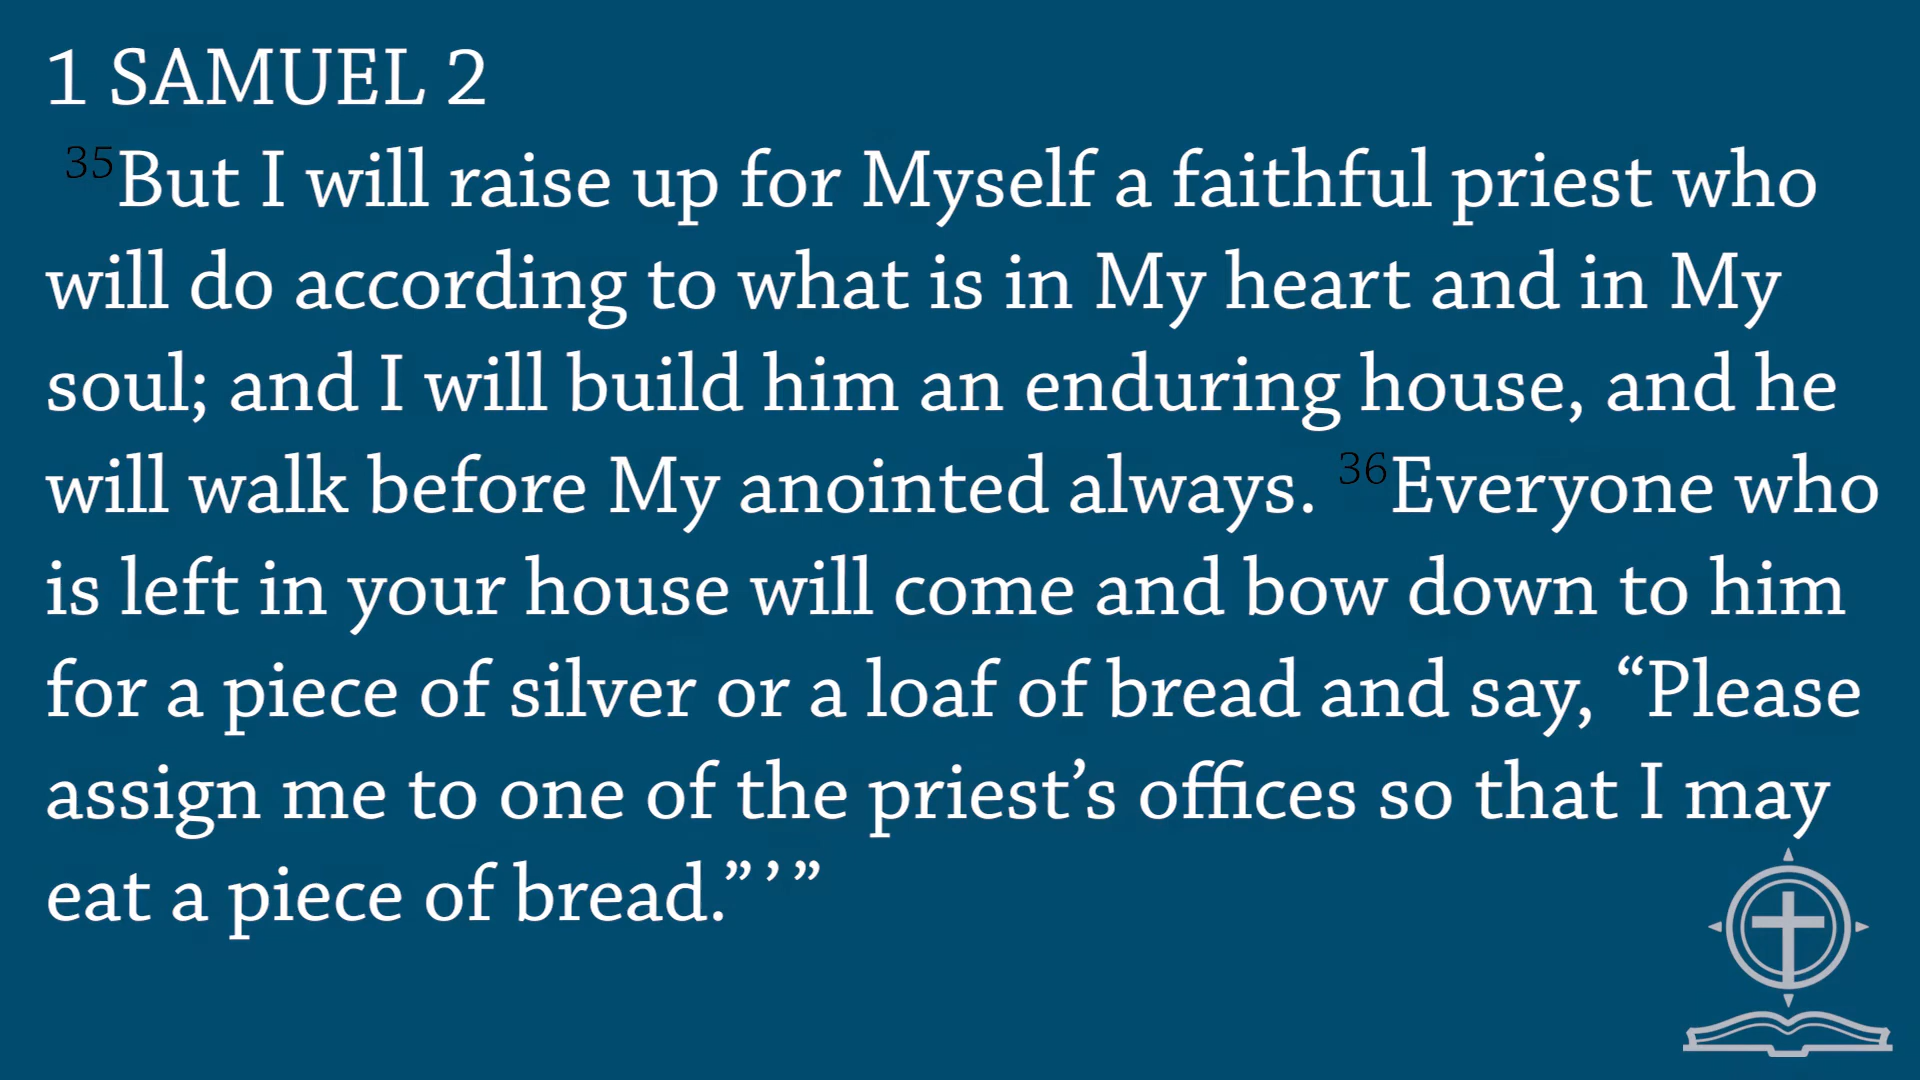 1 SAMUEL 2
35But I will raise up for Myself a faithful priest who
will do according to what is in My heart and in My
soul; and I will build him an enduring house, and he
will walk before My anointed always. 36Everyone who
is left in your house will come and bow down to him
for a piece of silver or a loaf of bread and say, “Please
assign me to one of the priest’s offices so that I may
eat a piece of bread.” ’ ”